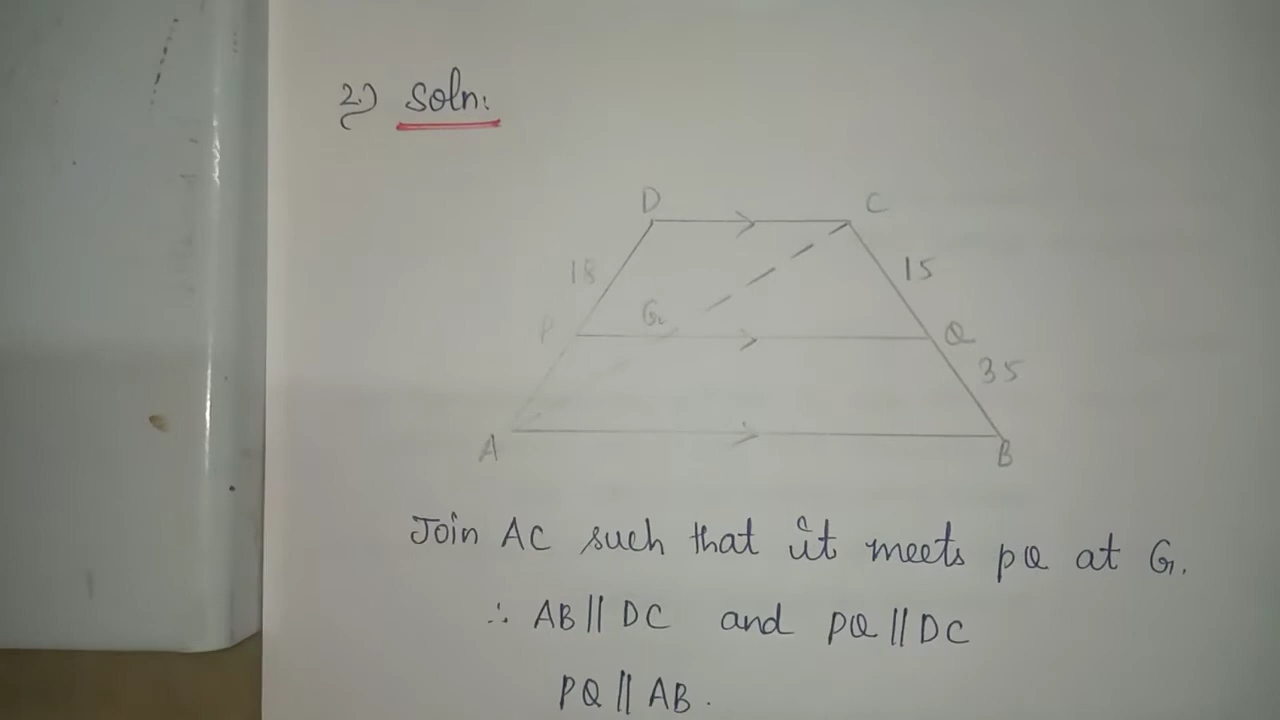 2.) Soln:
D C
18 15
P G Q
35
A B
Join AC such that it meets PQ at G.
∴ AB || DC and PQ || DC
PQ || AB.